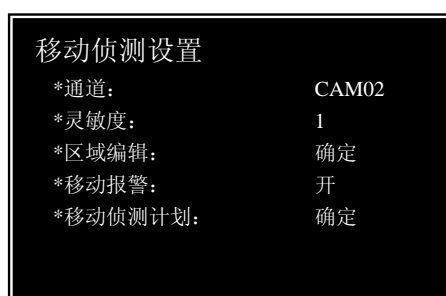 移动侦测设置
*通道： CAM02
*灵敏度： 1
*区域编辑： 确定
*移动报警： 开
*移动侦测计划： 确定